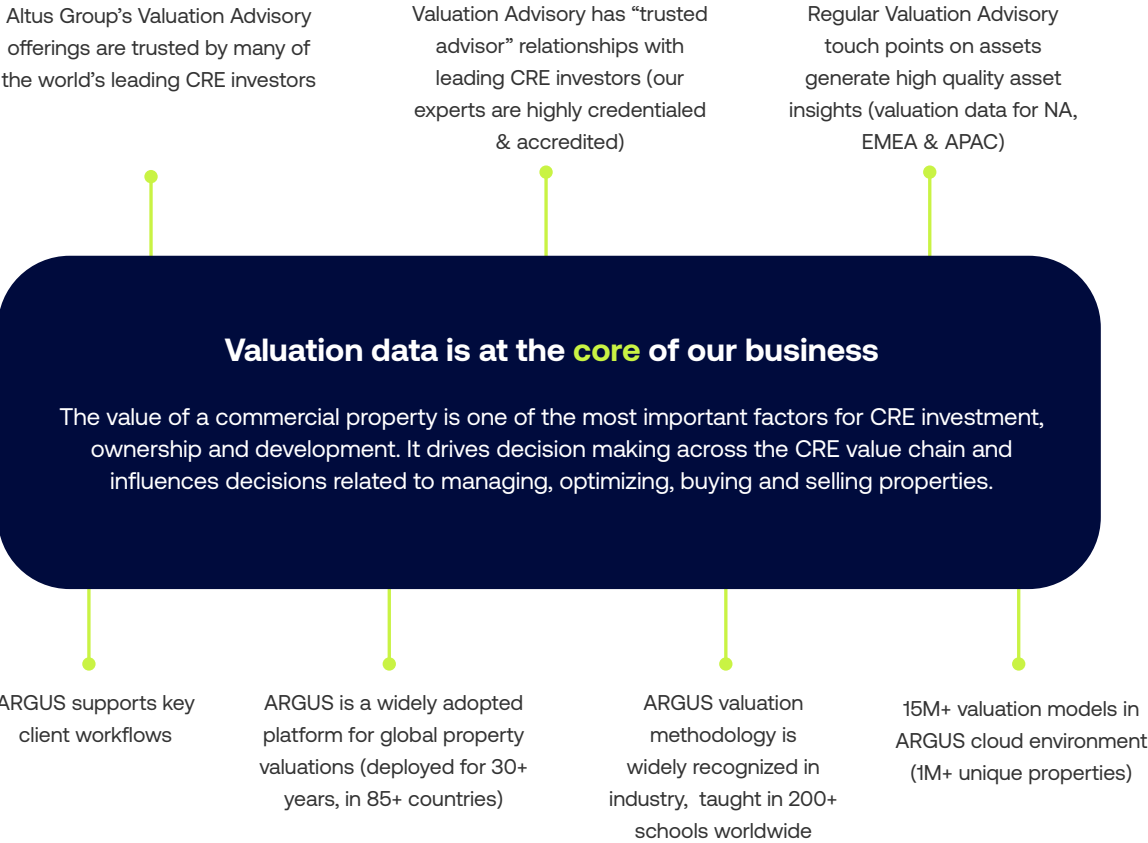 Altus Group's Valuation Advisory
offerings are trusted by many of
the world's leading CRE investors
Valuation Advisory has “trusted
advisor” relationships with
leading CRE investors (our
experts are highly credentialed
& accredited)
Regular Valuation Advisory
touch points on assets
generate high quality asset
insights (valuation data for NA,
EMEA & APAC)
Valuation data is at the core of our business
The value of a commercial property is one of the most important factors for CRE investment,
ownership and development. It drives decision making across the CRE value chain and
influences decisions related to managing, optimizing, buying and selling properties.
ARGUS supports key
client workflows
ARGUS is a widely adopted
platform for global property
valuations (deployed for 30+
years, in 85+ countries)
ARGUS valuation
methodology is
widely recognized in
industry, taught in 200+
schools worldwide
15M+ valuation models in
ARGUS cloud environment
(1M+ unique properties)